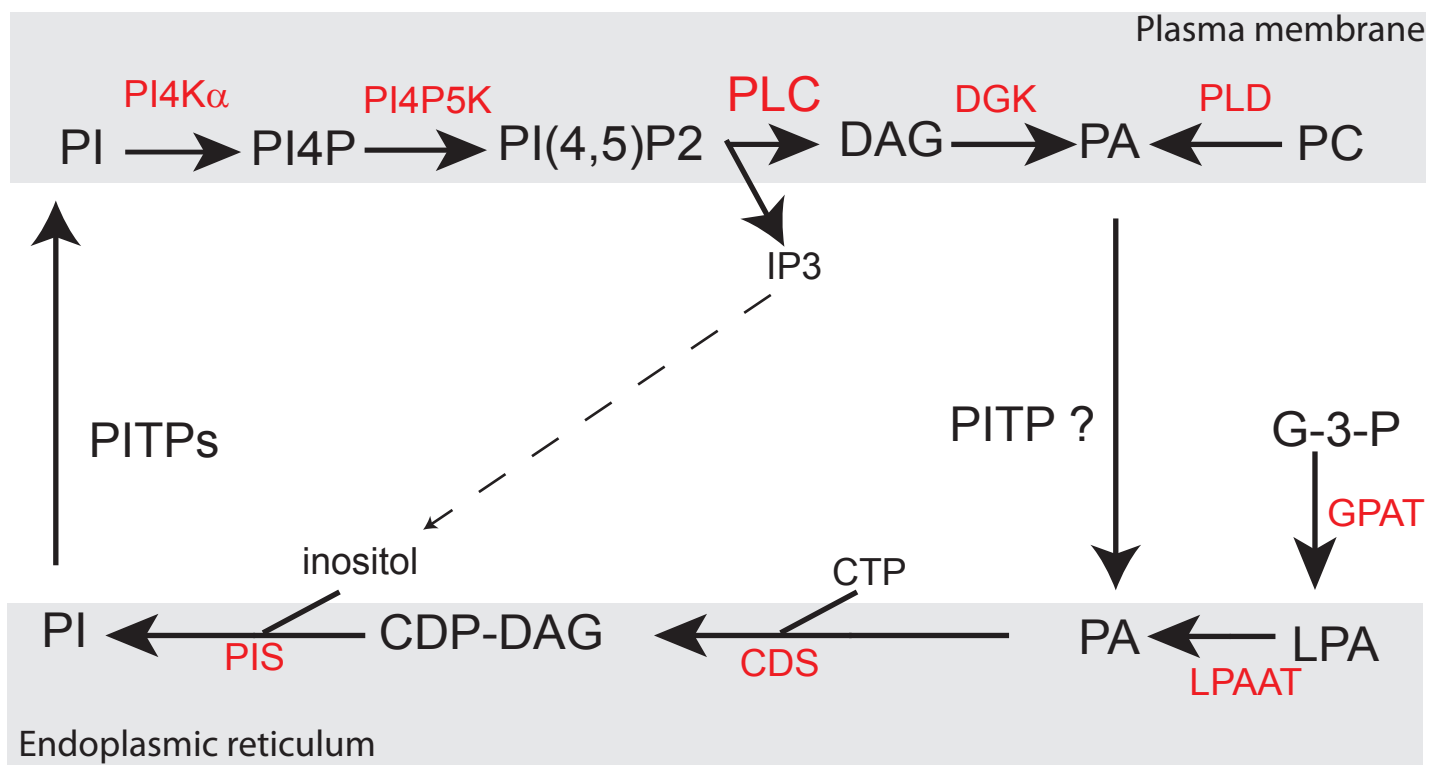 Plasma membrane
PI4Kα PI4P5K PLC DGK PLD
PI PI4P PI(4,5)P2 DAG PA PC
IP3
PITPs PITP ? G-3-P
GPAT
inositol CTP
PI CDP-DAG PA LPA
PIS CDS LPAAT
Endoplasmic reticulum